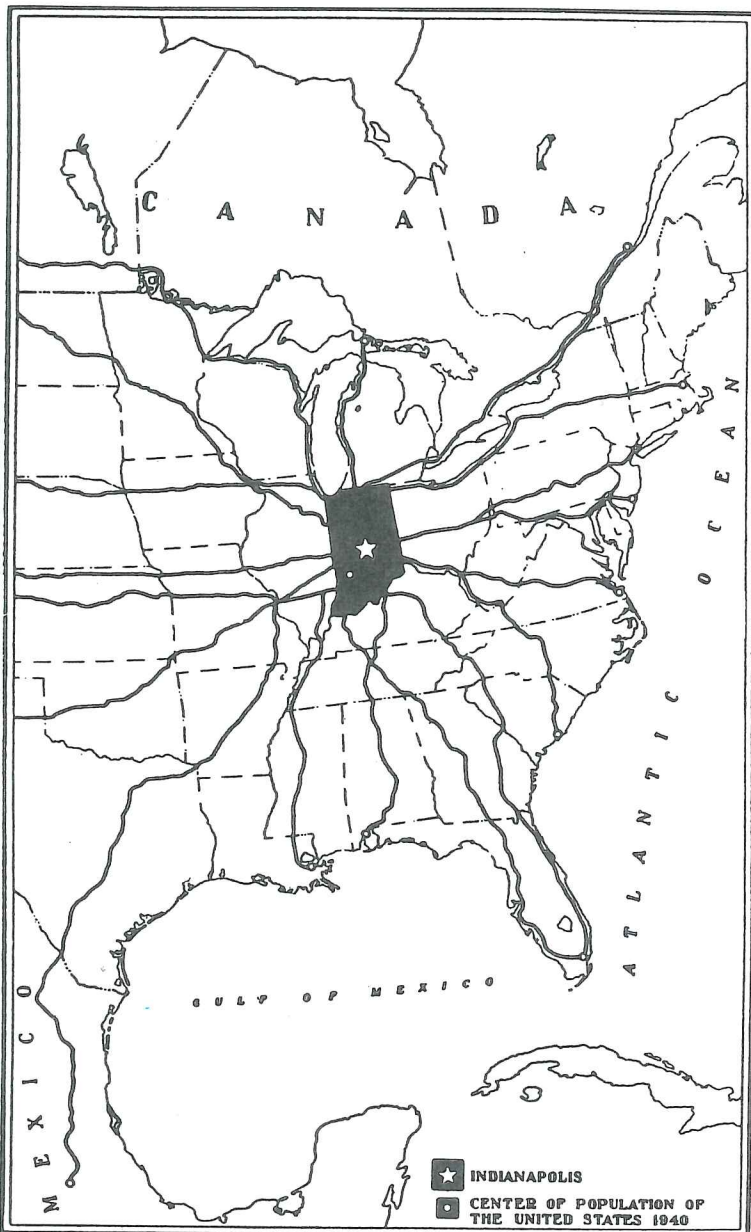 CANADA
ATLANTIC OCEAN
GULF OF MEXICO
MEXICO
INDIANAPOLIS
CENTER OF POPULATION OF
THE UNITED STATES 1940